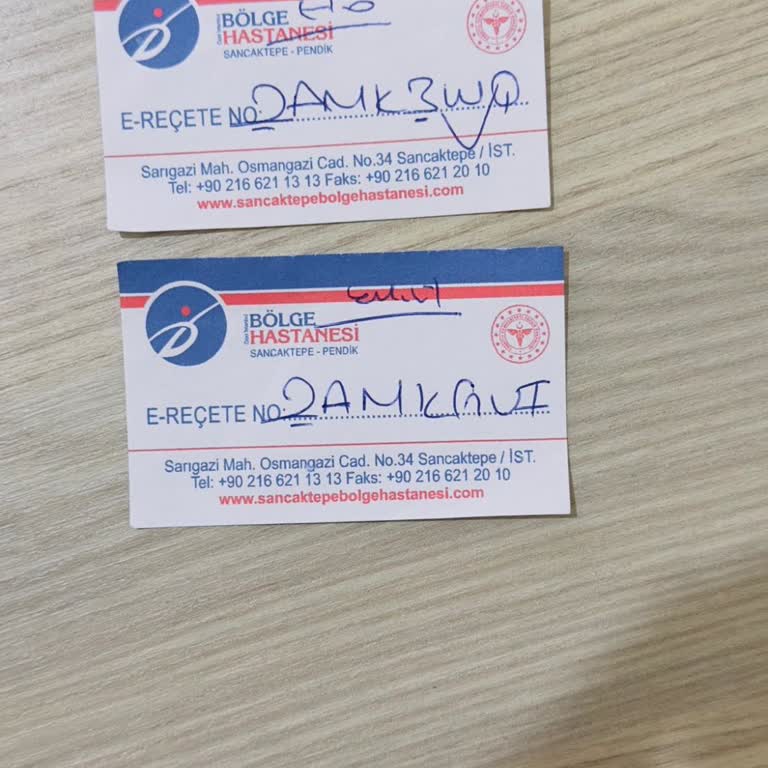 BÖLGE
HASTANESİ
SANCAKTEPE - PENDİK
E-REÇETE NO: 2AMK3WQ
Sarıgazi Mah. Osmangazi Cad. No.34 Sancaktepe / İST.
Tel: +90 216 621 13 13 Faks: +90 216 621 20 10
www.sancaktepebolgehastanesi.com
BÖLGE
HASTANESİ
SANCAKTEPE - PENDİK
E-REÇETE NO:
Sarıgazi Mah. Osmangazi Cad. No.34 Sancaktepe / İST.
Tel: +90 216 621 13 13 Faks: +90 216 621 20 10
www.sancaktepebolgehastanesi.com